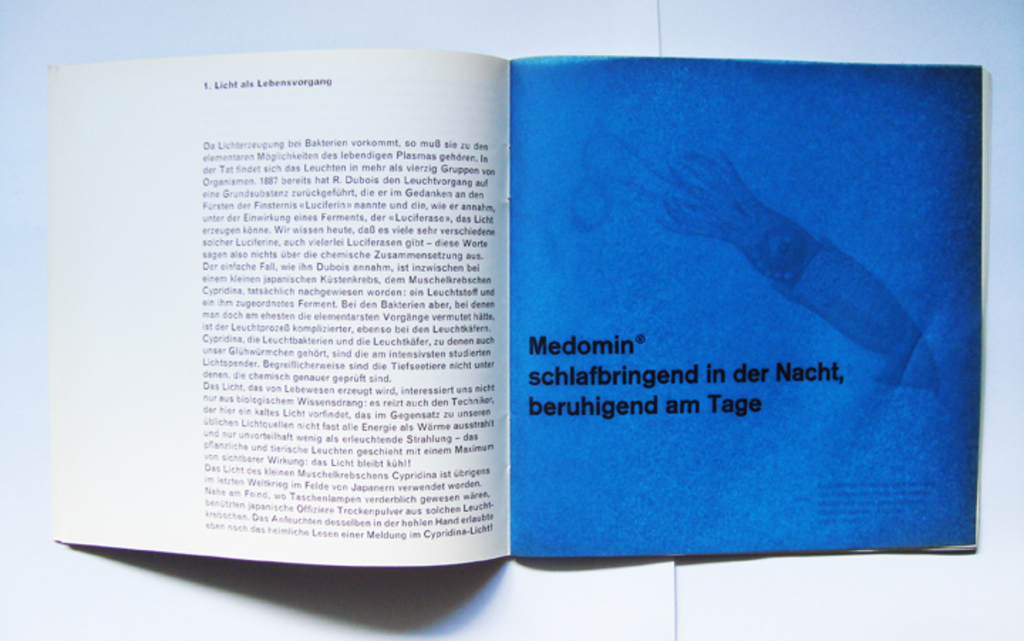 1. Licht als Lebensvorgang
Da Lichterzeugung bei Bakterien vorkommt, so muß sie zu den
elementaren Möglichkeiten des lebendigen Plasmas gehören. In
der Tat findet sich das Leuchten in mehr als vierzig Gruppen von
Organismen. 1887 bereits hat R. Dubois den Leuchtvorgang auf
eine Grundsubstanz zurückgeführt, die er im Gedanken an den
Fürsten der Finsternis «Luciferin» nannte und die, wie er annahm,
unter der Einwirkung eines Ferments, der «Luciferase», das Licht
erzeugen könne. Wir wissen heute, daß es viele sehr verschiedene
solcher Luciferine, auch vielerlei Luciferasen gibt – diese Worte
sagen also nichts über die chemische Zusammensetzung aus.
Der einfache Fall, wie ihn Dubois annahm, ist inzwischen bei
einem kleinen japanischen Küstenkrebs, dem Muschelkrebschen
Cypridina, tatsächlich nachgewiesen worden: ein Leuchtstoff und
ein ihm zugeordnetes Ferment. Bei den Bakterien aber, bei denen
man doch am ehesten die elementarsten Vorgänge vermutet hätte,
ist der Leuchtprozeß komplizierter, ebenso bei den Leuchtkäfern.
Cypridina, die Leuchtbakterien und die Leuchtkäfer, zu denen auch
unser Glühwürmchen gehört, sind die am intensivsten studierten
Lichtspender. Begreiflicherweise sind die Tiefseetiere nicht unter
denen, die chemisch genauer geprüft sind.
Das Licht, das von Lebewesen erzeugt wird, interessiert uns nicht
nur aus biologischem Wissensdrang: es reizt auch den Techniker,
der hier ein kaltes Licht vorfindet, das im Gegensatz zu unseren
üblichen Lichtquellen nicht fast alle Energie als Wärme ausstrahlt
und nur unvorteilhaft wenig als erleuchtende Strahlung – das
pflanzliche und tierische Leuchten geschieht mit einem Maximum
von sichtbarer Wirkung: das Licht bleibt kühl!
Das Licht des kleinen Muschelkrebschens Cypridina ist übrigens
im letzten Weltkrieg im Felde von Japanern verwendet worden.
Nahe am Feind, wo Taschenlampen verderblich gewesen wären,
benützten japanische Offiziere Trockenpulver aus solchen Leucht-
krebschen. Das Anfeuchten desselben in der hohlen Hand erlaubte
eben noch das heimliche Lesen einer Meldung im Cypridina-Licht!
Medomin®
schlafbringend in der Nacht,
beruhigend am Tage